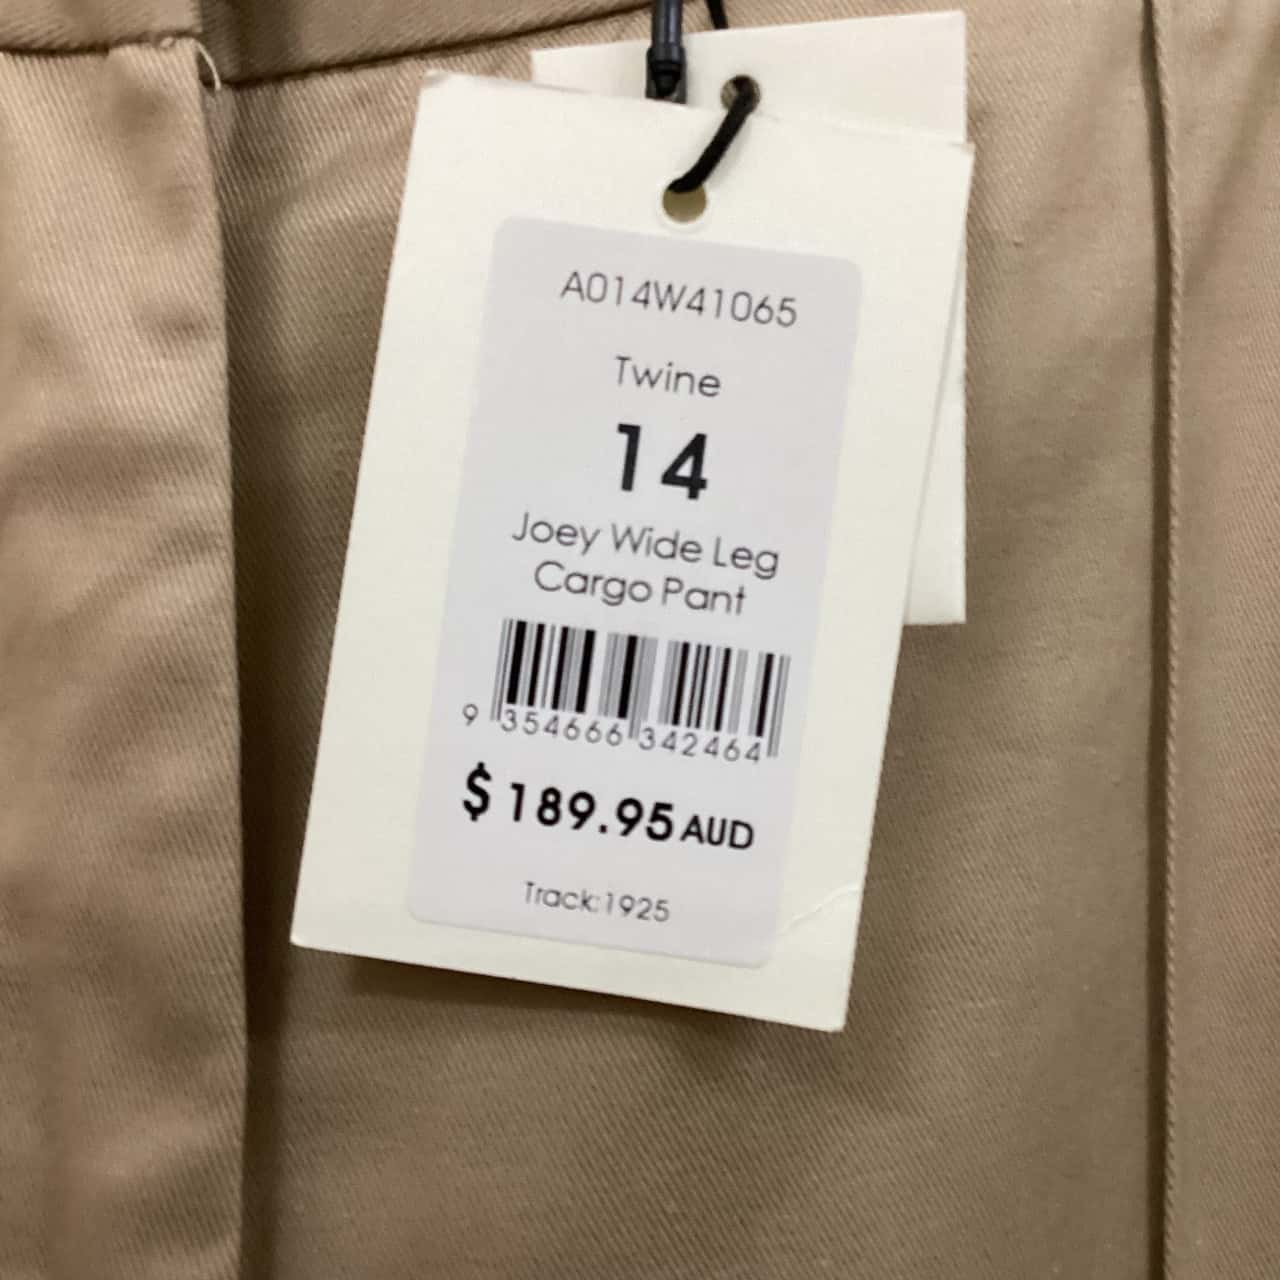 A014W41065
Twine
14
Joey Wide Leg
Cargo Pant
9 354666 342464
$ 189.95 AUD
Track:1925